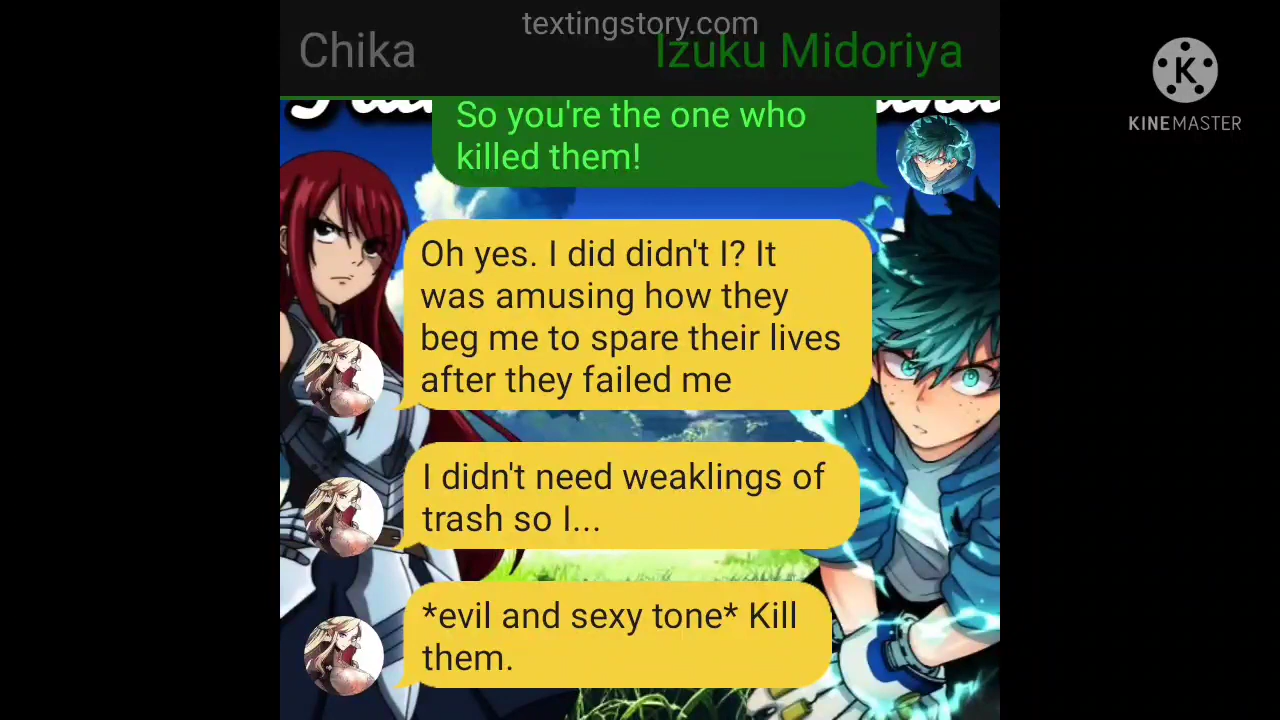 textingstory.com
Chika
Izuku Midoriya
KINEMASTER
So you're the one who
killed them!
Oh yes. I did didn't I? It
was amusing how they
beg me to spare their lives
after they failed me
I didn't need weaklings of
trash so I...
*evil and sexy tone* Kill
them.